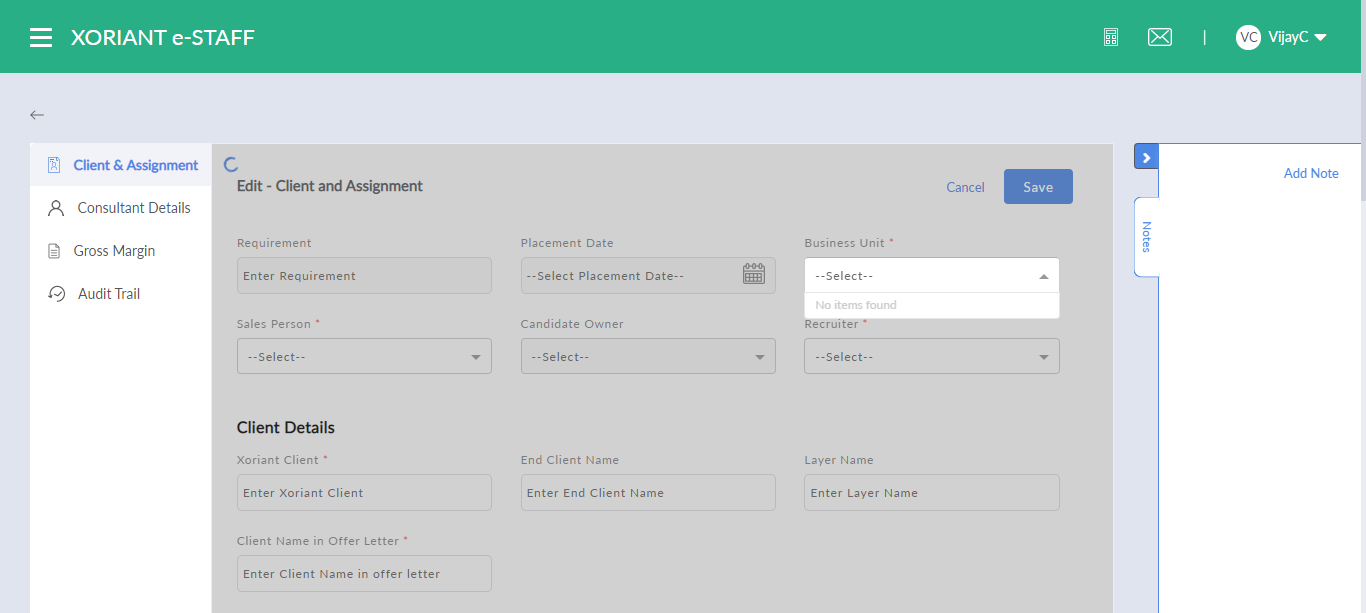 XORIANT e-STAFF
|
VC VijayC
Client & Assignment
Consultant Details
Gross Margin
Audit Trail
Edit - Client and Assignment
Cancel Save
Requirement Placement Date Business Unit *
Enter Requirement --Select Placement Date-- --Select--
No items found
Sales Person * Candidate Owner Recruiter *
--Select-- --Select-- --Select--
Client Details
Xoriant Client * End Client Name Layer Name
Enter Xoriant Client Enter End Client Name Enter Layer Name
Client Name in Offer Letter *
Enter Client Name in offer letter
Add Note
Notes